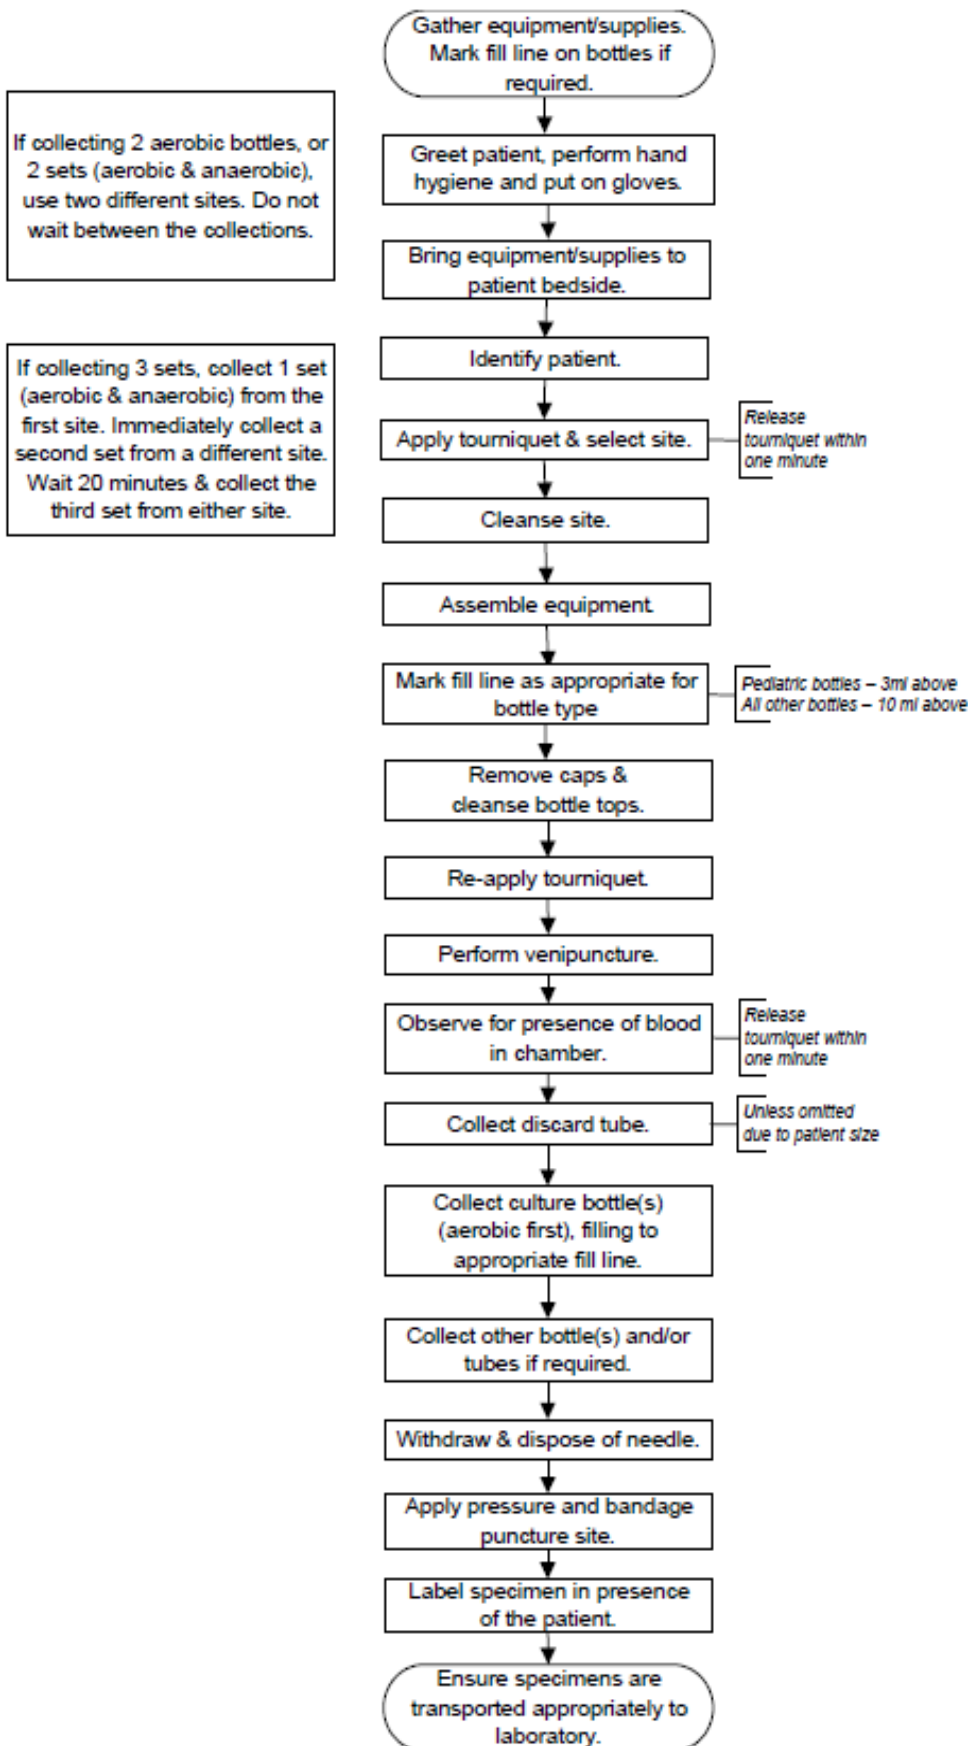 Gather equipment/supplies.
Mark fill line on bottles if
required.
If collecting 2 aerobic bottles, or
2 sets (aerobic & anaerobic),
use two different sites. Do not
wait between the collections.
Greet patient, perform hand
hygiene and put on gloves.
Bring equipment/supplies to
patient bedside.
If collecting 3 sets, collect 1 set
(aerobic & anaerobic) from the
first site. Immediately collect a
second set from a different site.
Wait 20 minutes & collect the
third set from either site.
Identify patient.
Apply tourniquet & select site.
Release
tourniquet within
one minute
Cleanse site.
Assemble equipment.
Mark fill line as appropriate for
bottle type
Pediatric bottles – 3ml above
All other bottles – 10 ml above
Remove caps &
cleanse bottle tops.
Re-apply tourniquet.
Perform venipuncture.
Observe for presence of blood
in chamber.
Release
tourniquet within
one minute
Collect discard tube.
Unless omitted
due to patient size
Collect culture bottle(s)
(aerobic first), filling to
appropriate fill line.
Collect other bottle(s) and/or
tubes if required.
Withdraw & dispose of needle.
Apply pressure and bandage
puncture site.
Label specimen in presence
of the patient.
Ensure specimens are
transported appropriately to
laboratory.